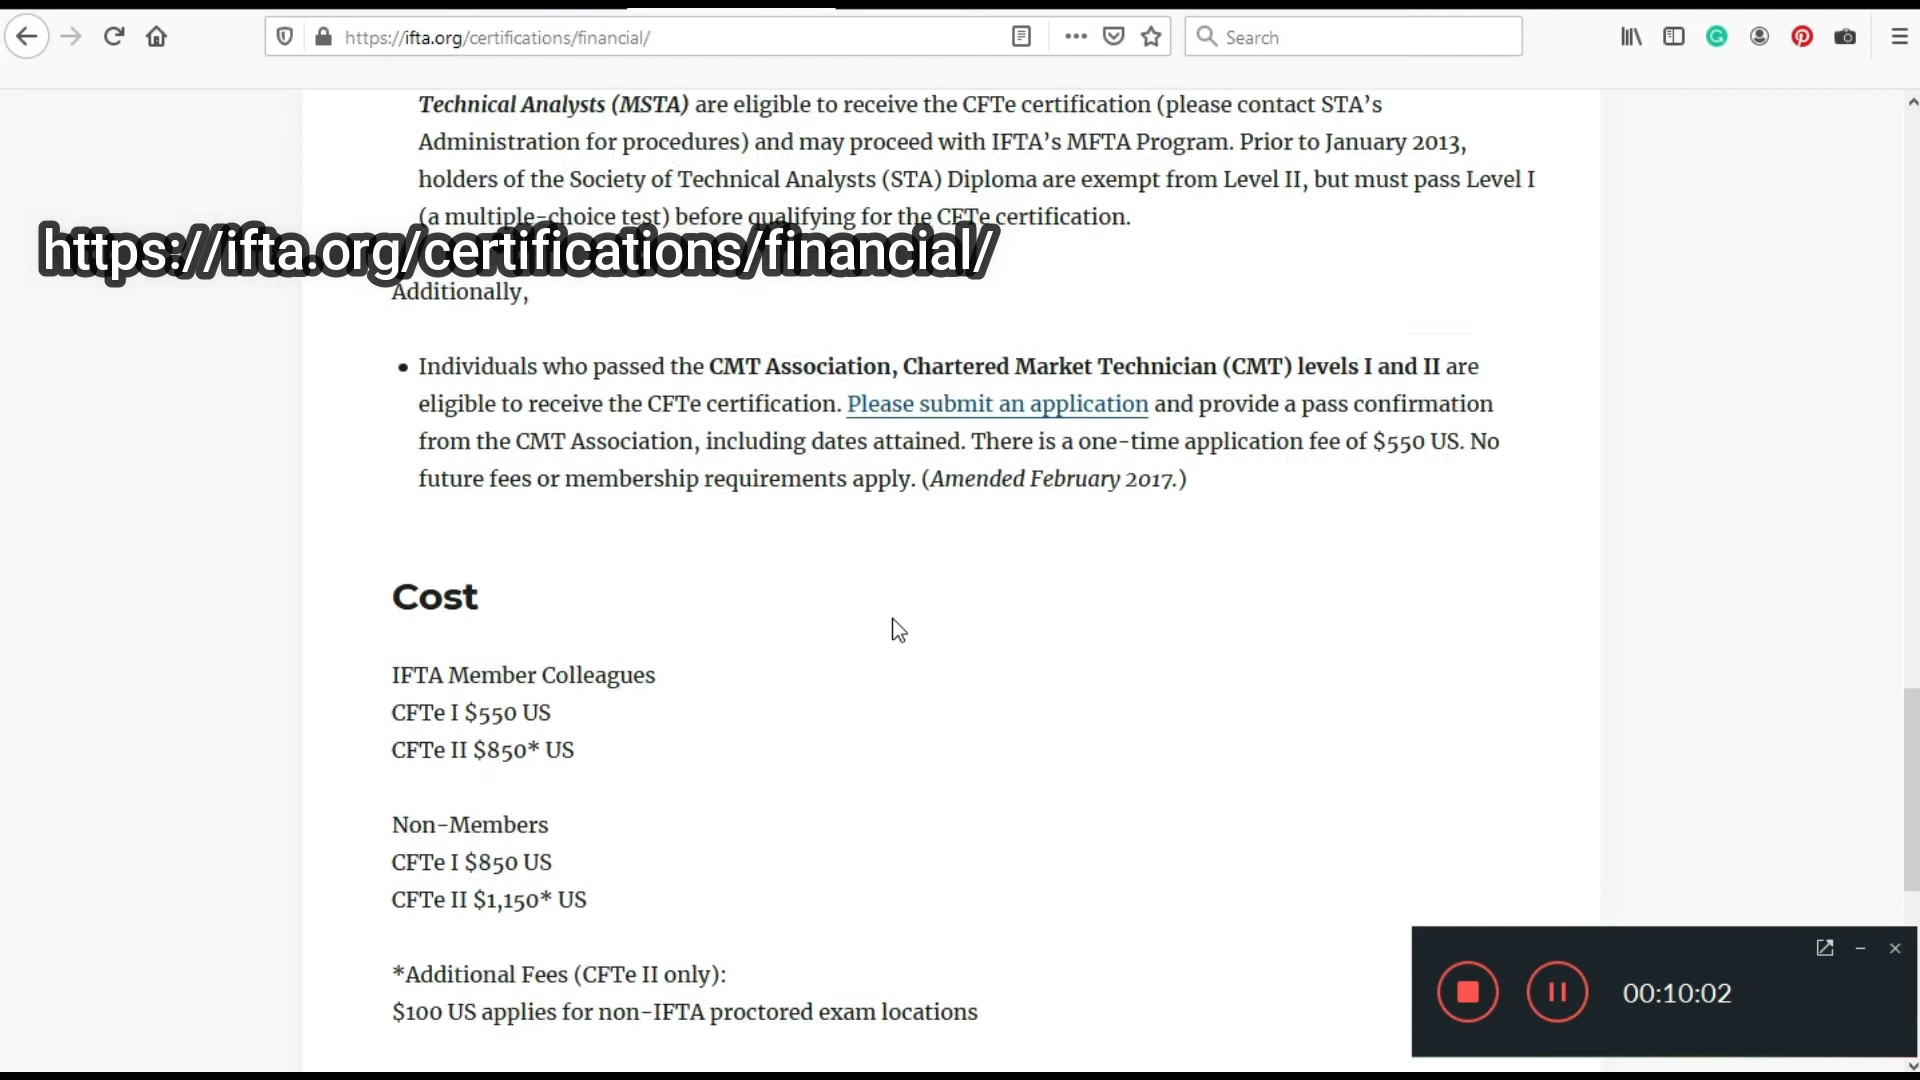 https://ifta.org/certifications/financial/
Search
Technical Analysts (MSTA) are eligible to receive the CFTe certification (please contact STA's
Administration for procedures) and may proceed with IFTA's MFTA Program. Prior to January 2013,
holders of the Society of Technical Analysts (STA) Diploma are exempt from Level II, but must pass Level I
(a multiple-choice test) before qualifying for the CFTe certification.
https://ifta.org/certifications/financial/
Additionally,
• Individuals who passed the CMT Association, Chartered Market Technician (CMT) levels I and II are
eligible to receive the CFTe certification. Please submit an application and provide a pass confirmation
from the CMT Association, including dates attained. There is a one-time application fee of $550 US. No
future fees or membership requirements apply. (Amended February 2017.)
Cost
IFTA Member Colleagues
CFTe I $550 US
CFTe II $850* US
Non-Members
CFTe I $850 US
CFTe II $1,150* US
*Additional Fees (CFTe II only):
$100 US applies for non-IFTA proctored exam locations
00:10:02